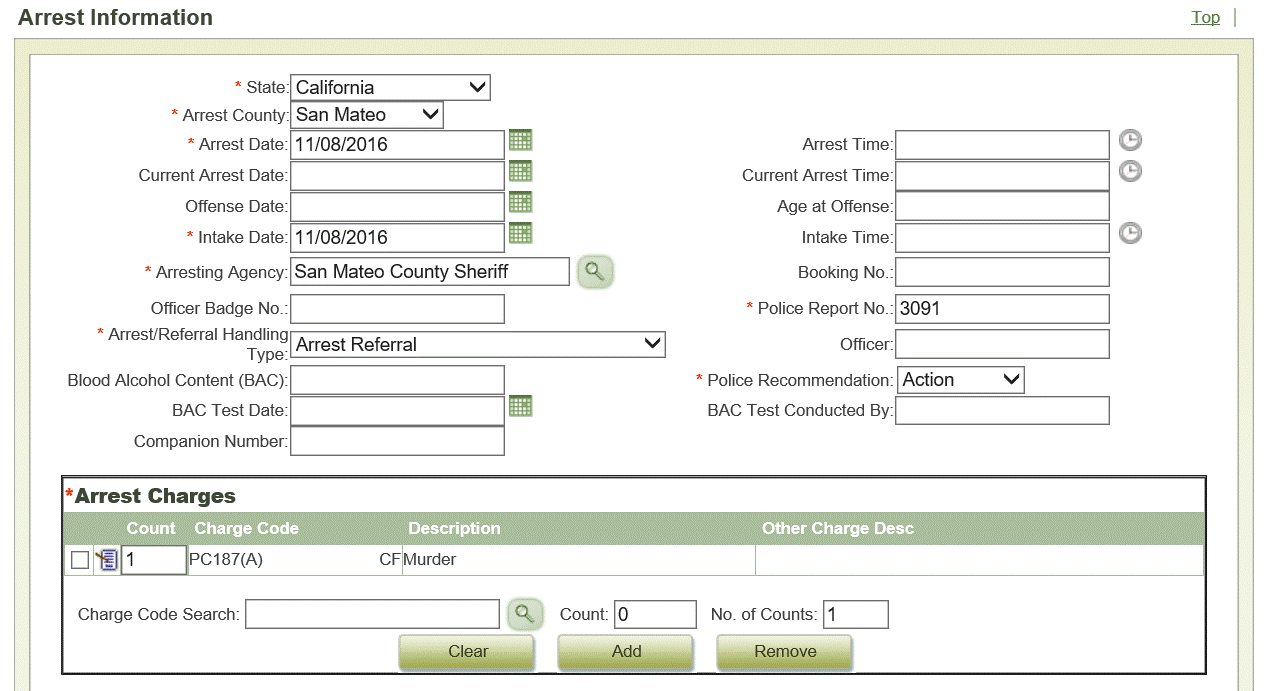 Arrest Information
Top
* State: California
* Arrest County: San Mateo
* Arrest Date: 11/08/2016 Arrest Time:
Current Arrest Date: Current Arrest Time:
Offense Date: Age at Offense:
* Intake Date: 11/08/2016 Intake Time:
* Arresting Agency: San Mateo County Sheriff Booking No.:
Officer Badge No.: * Police Report No.: 3091
* Arrest/Referral Handling
Type: Arrest Referral Officer:
Blood Alcohol Content (BAC): * Police Recommendation: Action
BAC Test Date: BAC Test Conducted By:
Companion Number:
*Arrest Charges
Count Charge Code Description Other Charge Desc
1 PC187(A) CF Murder
Charge Code Search: Count: 0 No. of Counts: 1
Clear Add Remove